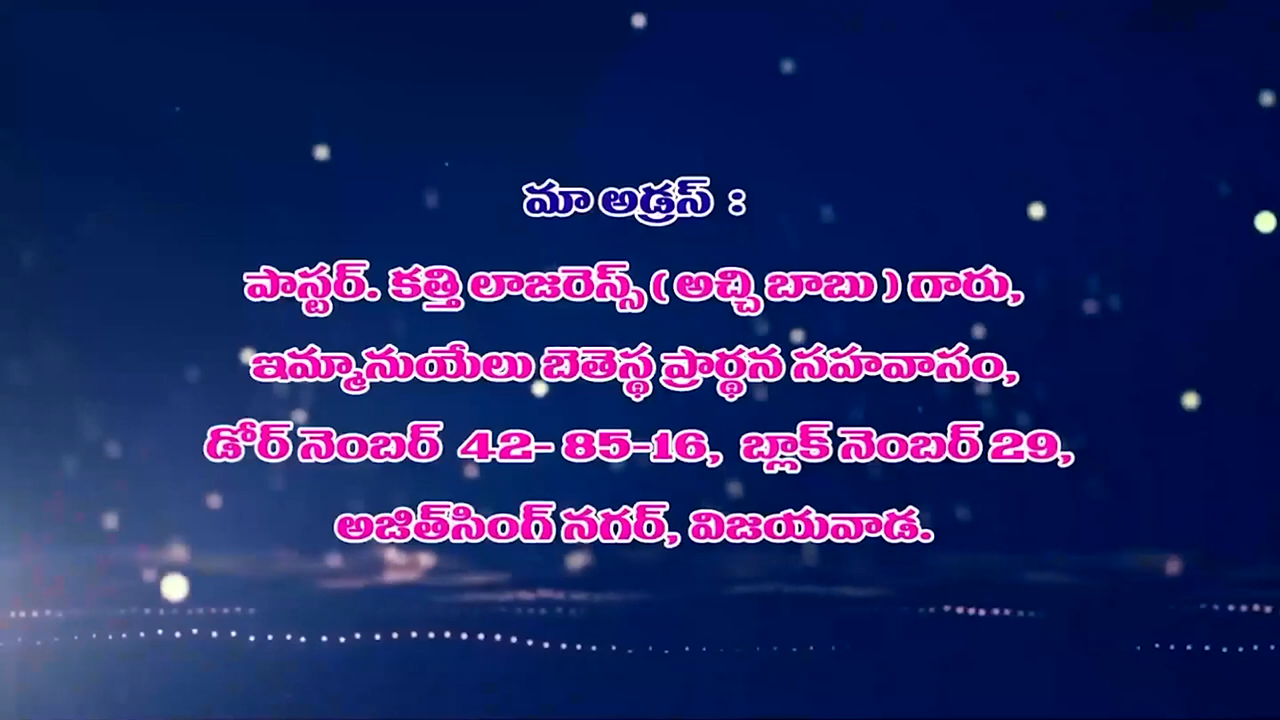 మా అడ్రస్ :
పాస్టర్. కత్తి లాజరెన్స్ ( అచ్చి బాబు ) గారు,
ఇమ్మానుయేలు బెతెస్థ ప్రార్థన సహవాసం,
డోర్ నెంబర్ 42- 85-16, బ్లాక్ నెంబర్ 29,
అజిత్‌సింగ్ నగర్, విజయవాడ.